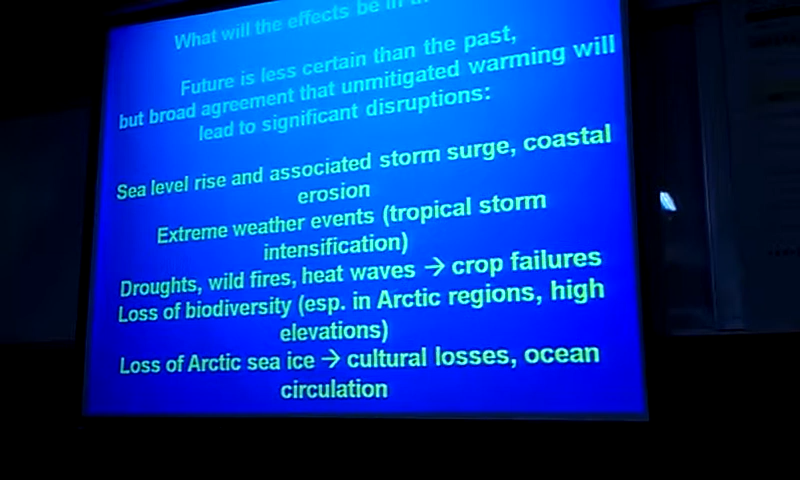 What will the effects be in
Future is less certain than the past,
but broad agreement that unmitigated warming will
lead to significant disruptions:
Sea level rise and associated storm surge, coastal
erosion
Extreme weather events (tropical storm
intensification)
Droughts, wild fires, heat waves → crop failures
Loss of biodiversity (esp. in Arctic regions, high
elevations)
Loss of Arctic sea ice → cultural losses, ocean
circulation